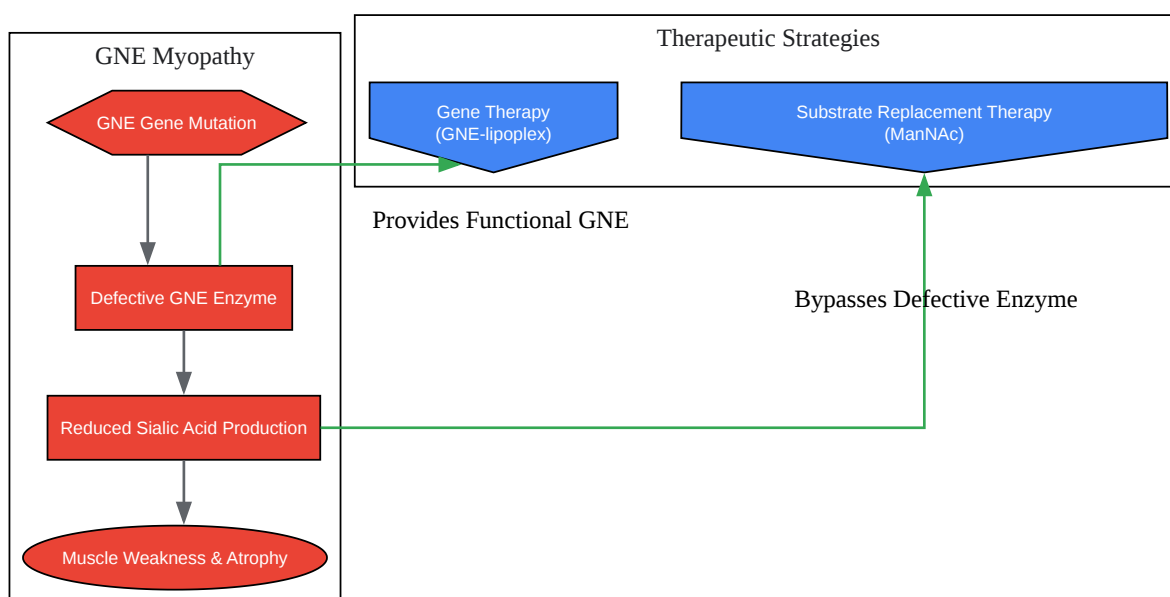 GNE Myopathy
GNE Gene Mutation
Defective GNE Enzyme
Reduced Sialic Acid Production
Muscle Weakness & Atrophy
Therapeutic Strategies
Gene Therapy
(GNE-lipoplex)
Substrate Replacement Therapy
(ManNAc)
Provides Functional GNE
Bypasses Defective Enzyme